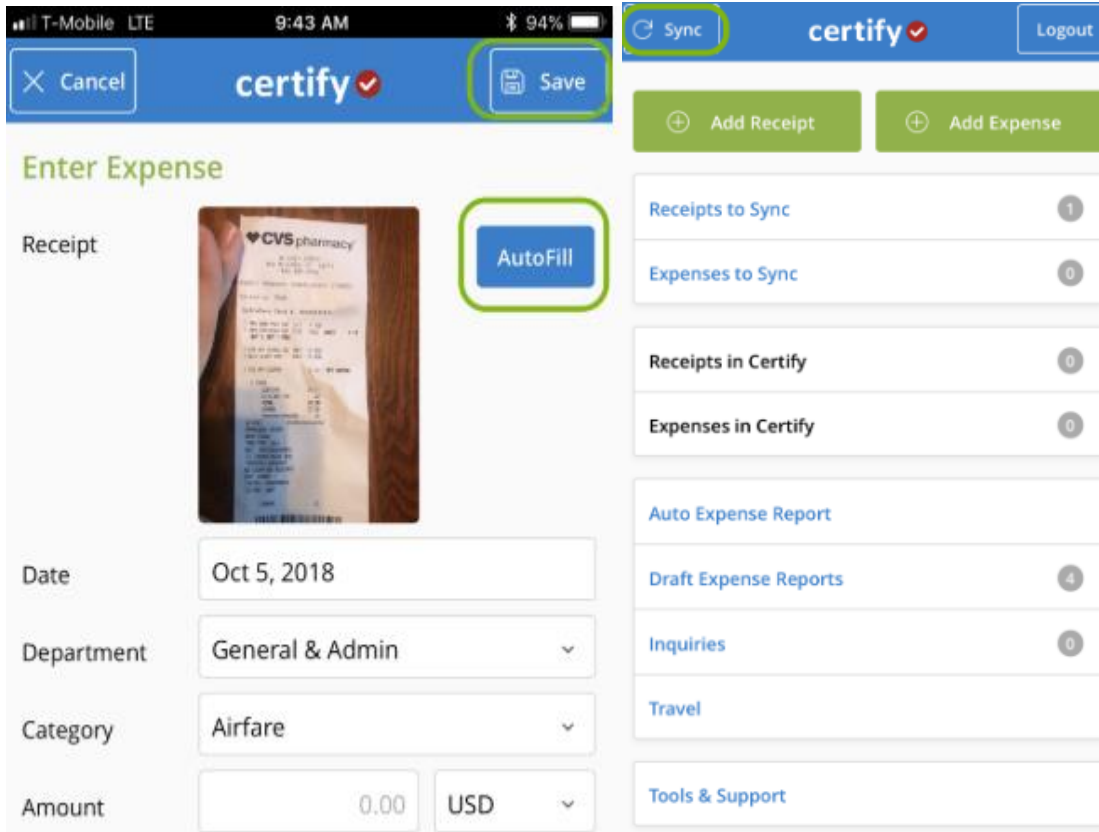 T-Mobile LTE 9:43 AM 94%
Cancel certify Save
Enter Expense
Receipt
CVS pharmacy
AutoFill
Date Oct 5, 2018
Department General & Admin
Category Airfare
Amount 0.00 USD
Sync certify Logout
Add Receipt Add Expense
Receipts to Sync 1
Expenses to Sync 0
Receipts in Certify 0
Expenses in Certify 0
Auto Expense Report
Draft Expense Reports 4
Inquiries 0
Travel
Tools & Support